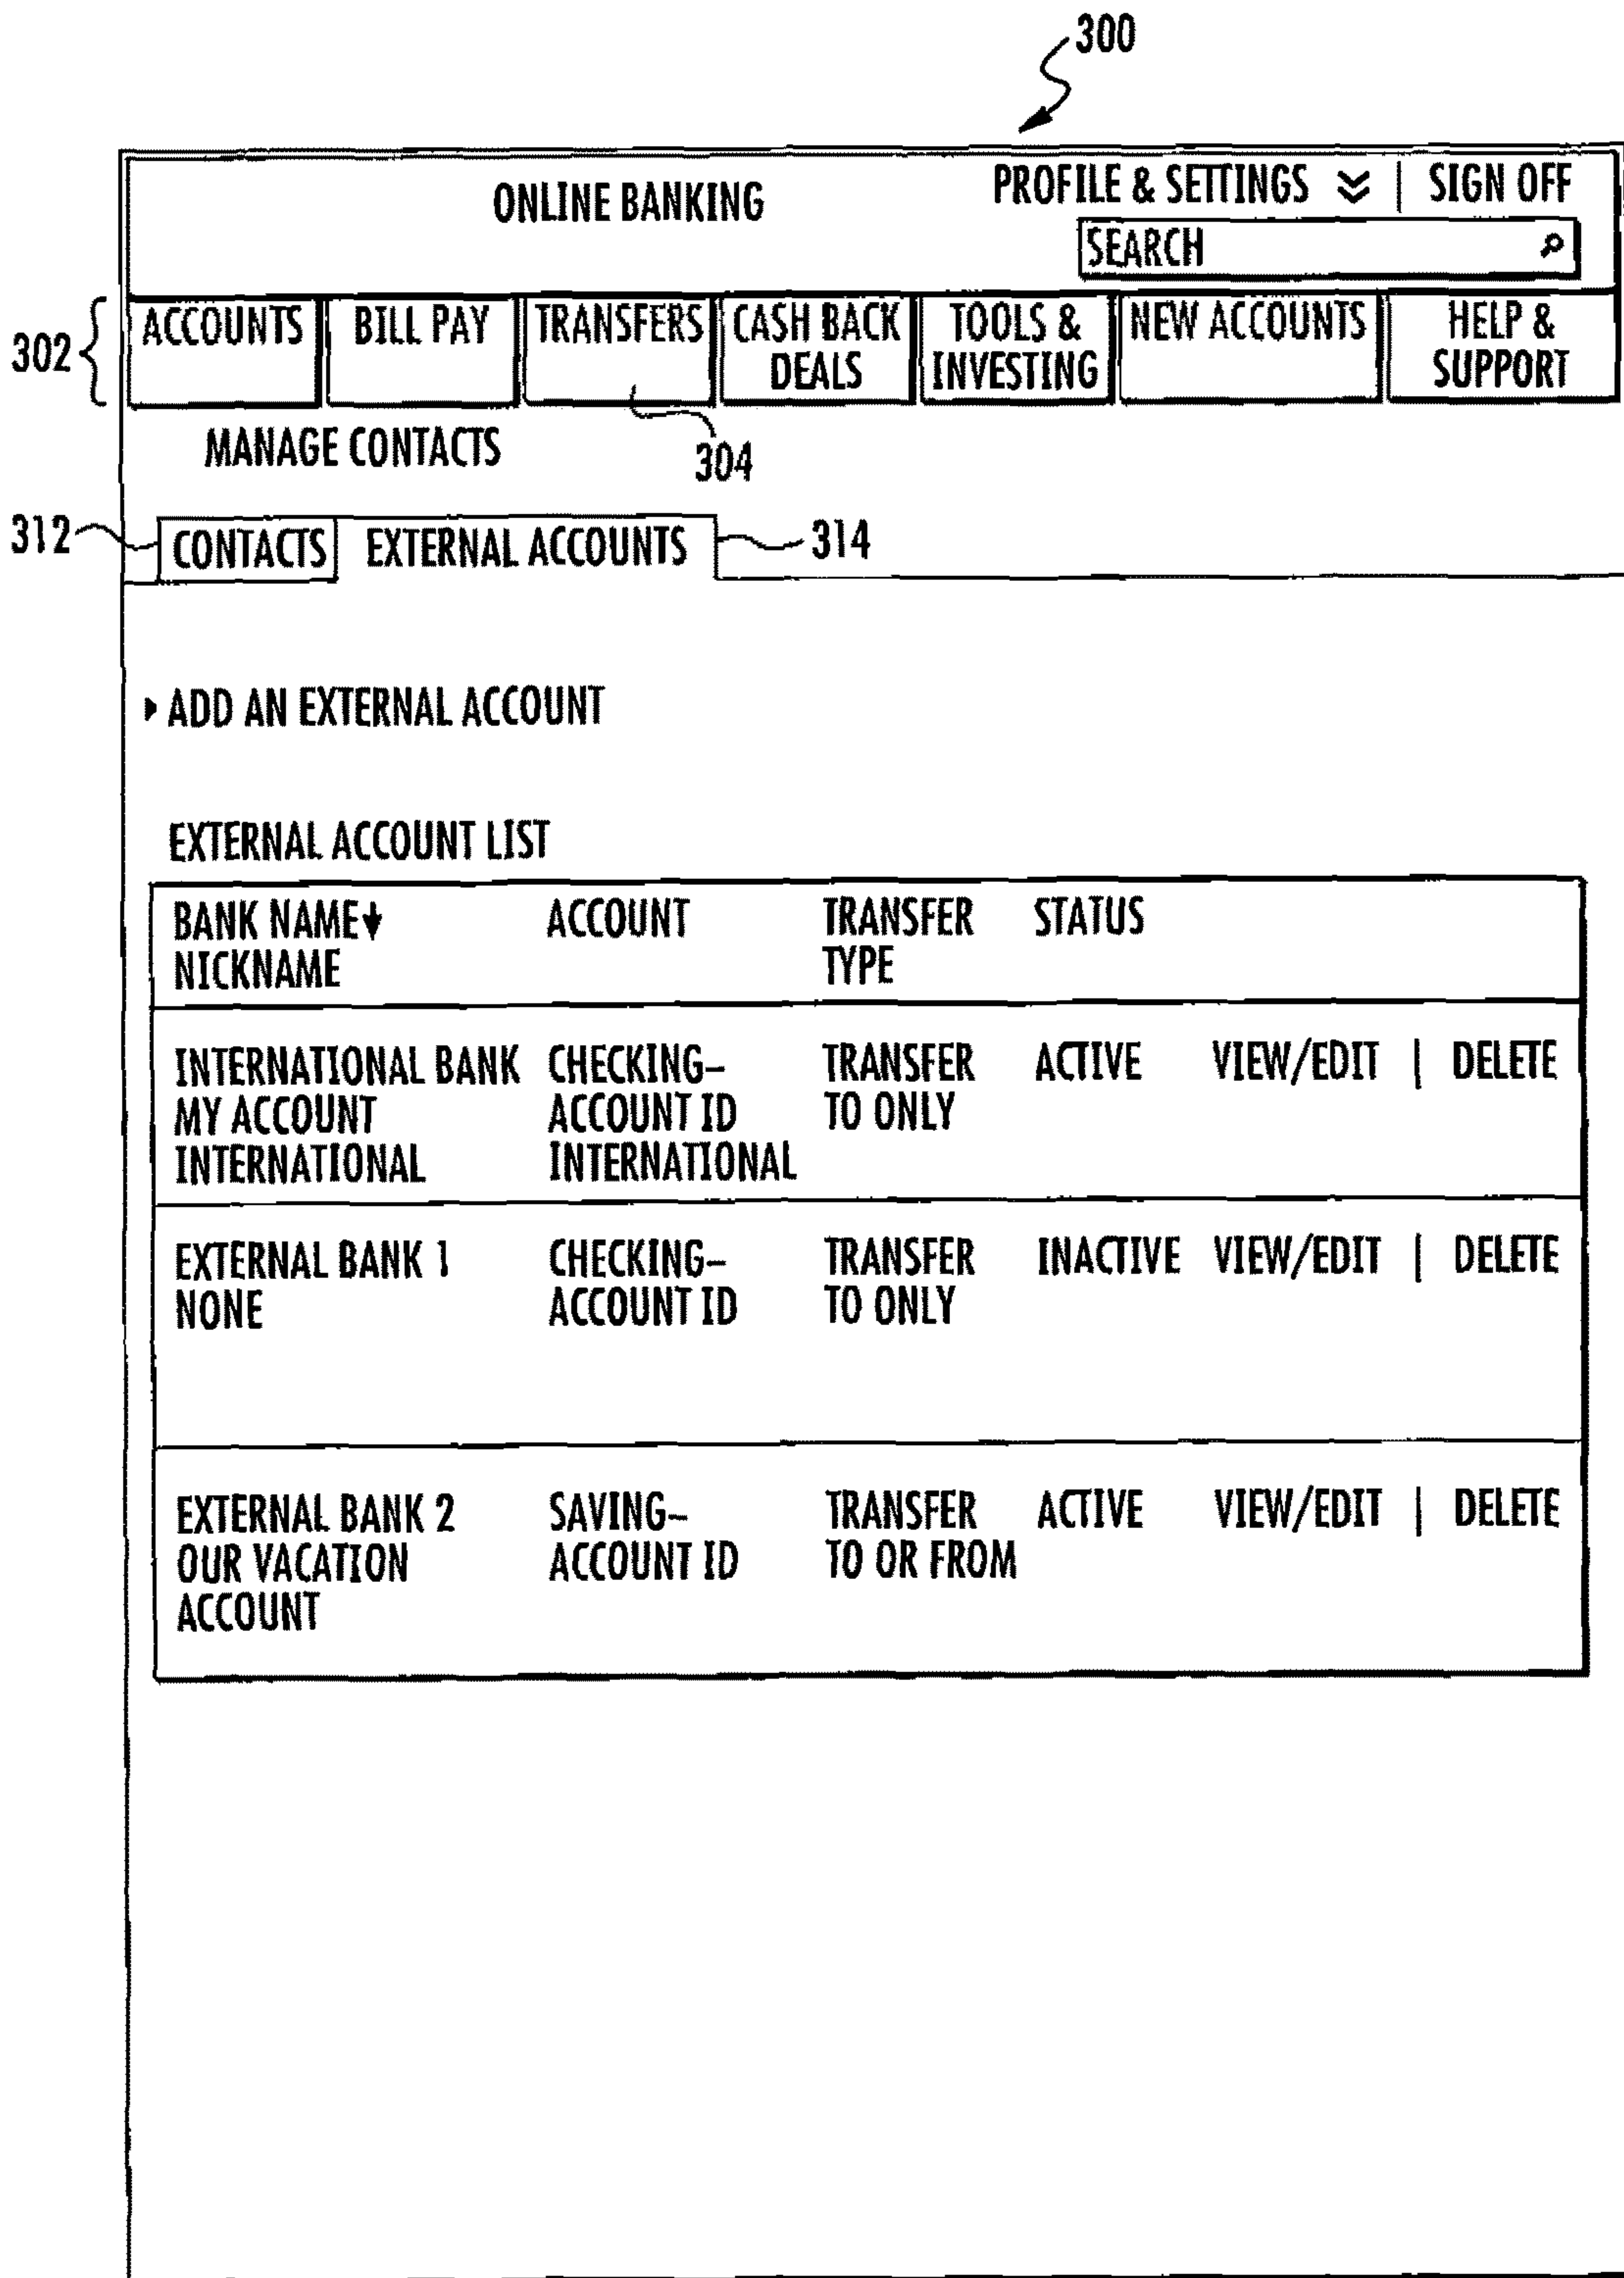 300
ONLINE BANKING
PROFILE & SETTINGS | SIGN OFF
SEARCH
302
ACCOUNTS
BILL PAY
TRANSFERS
CASH BACK
DEALS
TOOLS &
INVESTING
NEW ACCOUNTS
HELP &
SUPPORT
MANAGE CONTACTS
304
312
CONTACTS
EXTERNAL ACCOUNTS
314
ADD AN EXTERNAL ACCOUNT
EXTERNAL ACCOUNT LIST
BANK NAME ACCOUNT TRANSFER STATUS
NICKNAME TYPE
INTERNATIONAL BANK CHECKING– TRANSFER ACTIVE VIEW/EDIT | DELETE
MY ACCOUNT ACCOUNT ID TO ONLY
INTERNATIONAL INTERNATIONAL
EXTERNAL BANK 1 CHECKING– TRANSFER INACTIVE VIEW/EDIT | DELETE
NONE ACCOUNT ID TO ONLY
EXTERNAL BANK 2 SAVING– TRANSFER ACTIVE VIEW/EDIT | DELETE
OUR VACATION ACCOUNT ID TO OR FROM
ACCOUNT